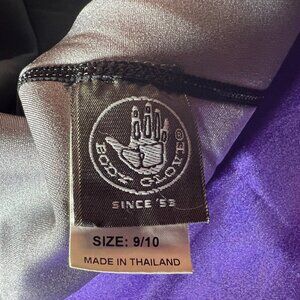 BODY GLOVE®
SINCE '53
SIZE: 9/10
MADE IN THAILAND